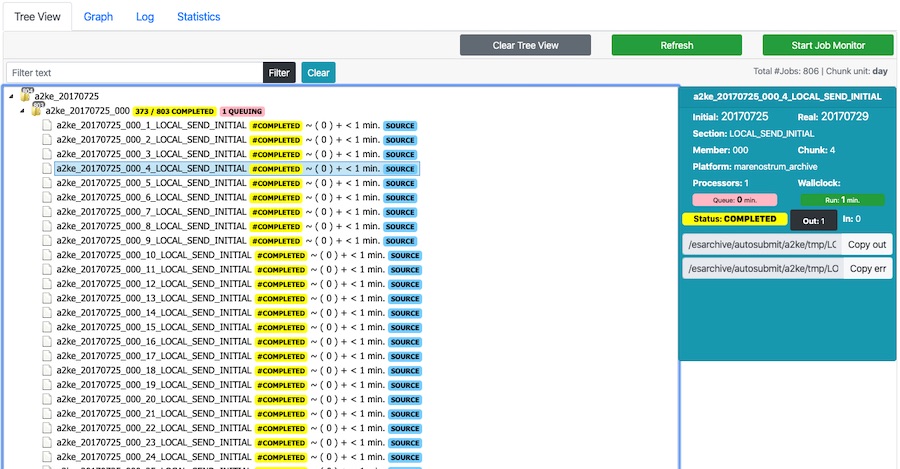 Tree View Graph Log Statistics
Clear Tree View Refresh Start Job Monitor
Filter text Filter Clear Total #Jobs: 806 | Chunk unit: day
804 a2ke_20170725
803 a2ke_20170725_000 373 / 803 COMPLETED 1 QUEUING
a2ke_20170725_000_1_LOCAL_SEND_INITIAL #COMPLETED ~ ( 0 ) + < 1 min. SOURCE
a2ke_20170725_000_2_LOCAL_SEND_INITIAL #COMPLETED ~ ( 0 ) + < 1 min. SOURCE
a2ke_20170725_000_3_LOCAL_SEND_INITIAL #COMPLETED ~ ( 0 ) + < 1 min. SOURCE
a2ke_20170725_000_4_LOCAL_SEND_INITIAL #COMPLETED ~ ( 0 ) + < 1 min. SOURCE
a2ke_20170725_000_5_LOCAL_SEND_INITIAL #COMPLETED ~ ( 0 ) + < 1 min. SOURCE
a2ke_20170725_000_6_LOCAL_SEND_INITIAL #COMPLETED ~ ( 0 ) + < 1 min. SOURCE
a2ke_20170725_000_7_LOCAL_SEND_INITIAL #COMPLETED ~ ( 0 ) + < 1 min. SOURCE
a2ke_20170725_000_8_LOCAL_SEND_INITIAL #COMPLETED ~ ( 0 ) + < 1 min. SOURCE
a2ke_20170725_000_9_LOCAL_SEND_INITIAL #COMPLETED ~ ( 0 ) + < 1 min. SOURCE
a2ke_20170725_000_10_LOCAL_SEND_INITIAL #COMPLETED ~ ( 0 ) + < 1 min. SOURCE
a2ke_20170725_000_11_LOCAL_SEND_INITIAL #COMPLETED ~ ( 0 ) + < 1 min. SOURCE
a2ke_20170725_000_12_LOCAL_SEND_INITIAL #COMPLETED ~ ( 0 ) + < 1 min. SOURCE
a2ke_20170725_000_13_LOCAL_SEND_INITIAL #COMPLETED ~ ( 0 ) + < 1 min. SOURCE
a2ke_20170725_000_14_LOCAL_SEND_INITIAL #COMPLETED ~ ( 0 ) + < 1 min. SOURCE
a2ke_20170725_000_15_LOCAL_SEND_INITIAL #COMPLETED ~ ( 0 ) + < 1 min. SOURCE
a2ke_20170725_000_16_LOCAL_SEND_INITIAL #COMPLETED ~ ( 0 ) + < 1 min. SOURCE
a2ke_20170725_000_17_LOCAL_SEND_INITIAL #COMPLETED ~ ( 0 ) + < 1 min. SOURCE
a2ke_20170725_000_18_LOCAL_SEND_INITIAL #COMPLETED ~ ( 0 ) + < 1 min. SOURCE
a2ke_20170725_000_19_LOCAL_SEND_INITIAL #COMPLETED ~ ( 0 ) + < 1 min. SOURCE
a2ke_20170725_000_20_LOCAL_SEND_INITIAL #COMPLETED ~ ( 0 ) + < 1 min. SOURCE
a2ke_20170725_000_21_LOCAL_SEND_INITIAL #COMPLETED ~ ( 0 ) + < 1 min. SOURCE
a2ke_20170725_000_22_LOCAL_SEND_INITIAL #COMPLETED ~ ( 0 ) + < 1 min. SOURCE
a2ke_20170725_000_23_LOCAL_SEND_INITIAL #COMPLETED ~ ( 0 ) + < 1 min. SOURCE
a2ke_20170725_000_24_LOCAL_SEND_INITIAL #COMPLETED ~ ( 0 ) + < 1 min. SOURCE
a2ke_20170725_000_4_LOCAL_SEND_INITIAL
Initial: 20170725 Real: 20170729
Section: LOCAL_SEND_INITIAL
Member: 000 Chunk: 4
Platform: marenostrum_archive
Processors: 1 Wallclock:
Queue: 0 min. Run: 1 min.
Status: COMPLETED Out: 1 In: 0
/esarchive/autosubmit/a2ke/tmp/LO Copy out
/esarchive/autosubmit/a2ke/tmp/LO Copy err